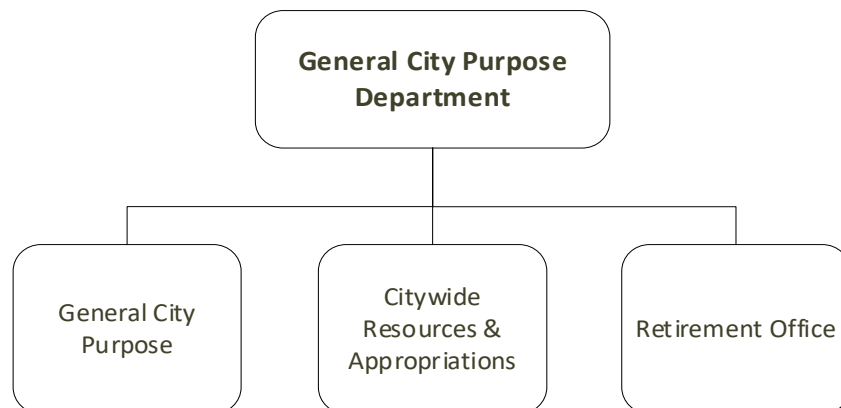 General City Purpose
Department
General City
Purpose
Citywide
Resources &
Appropriations
Retirement Office